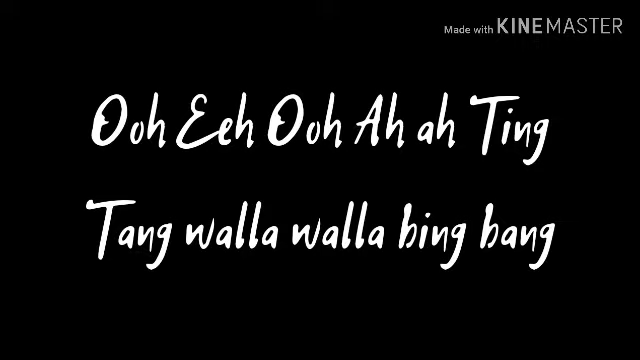 Made with KINEMASTER
Ooh Eeh Ooh Ah ah Ting
Tang walla walla bing bang